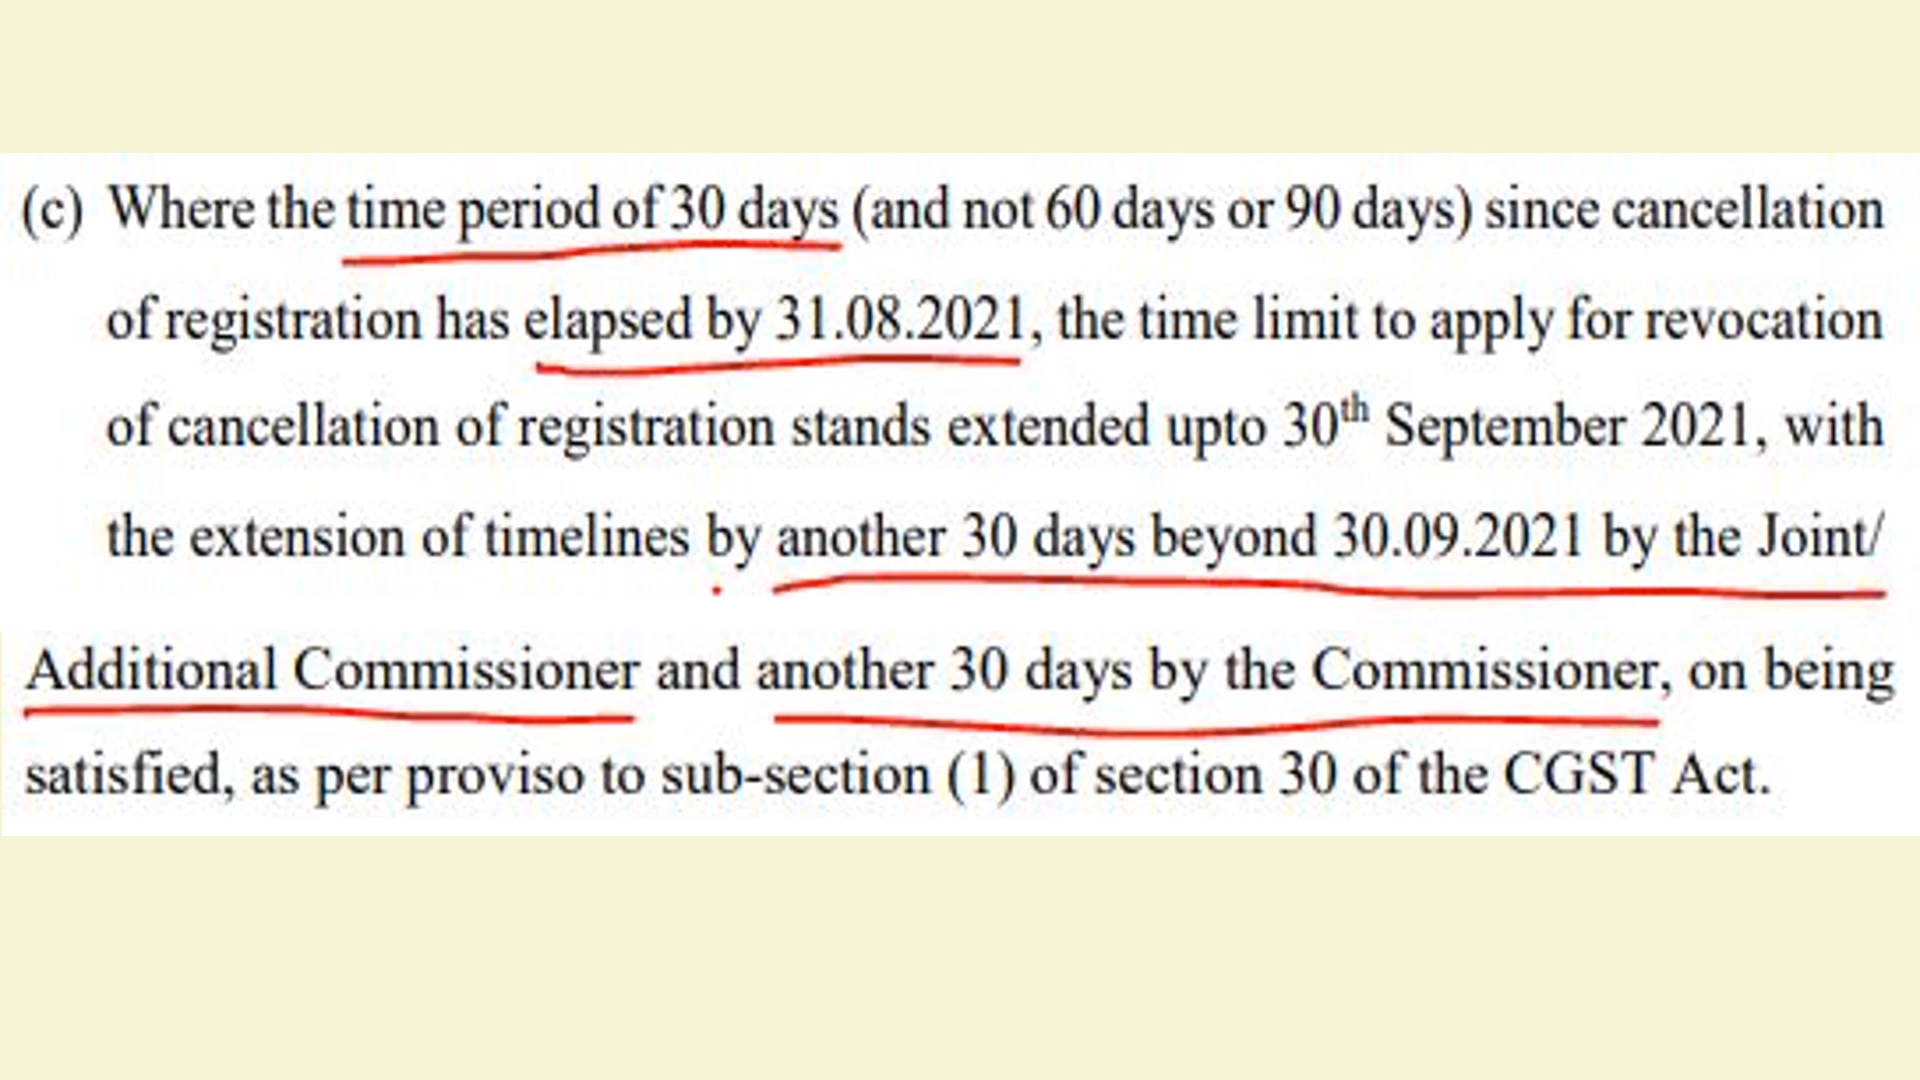 (c) Where the time period of 30 days (and not 60 days or 90 days) since cancellation
of registration has elapsed by 31.08.2021, the time limit to apply for revocation
of cancellation of registration stands extended upto 30th September 2021, with
the extension of timelines by another 30 days beyond 30.09.2021 by the Joint/
Additional Commissioner and another 30 days by the Commissioner, on being
satisfied, as per proviso to sub-section (1) of section 30 of the CGST Act.